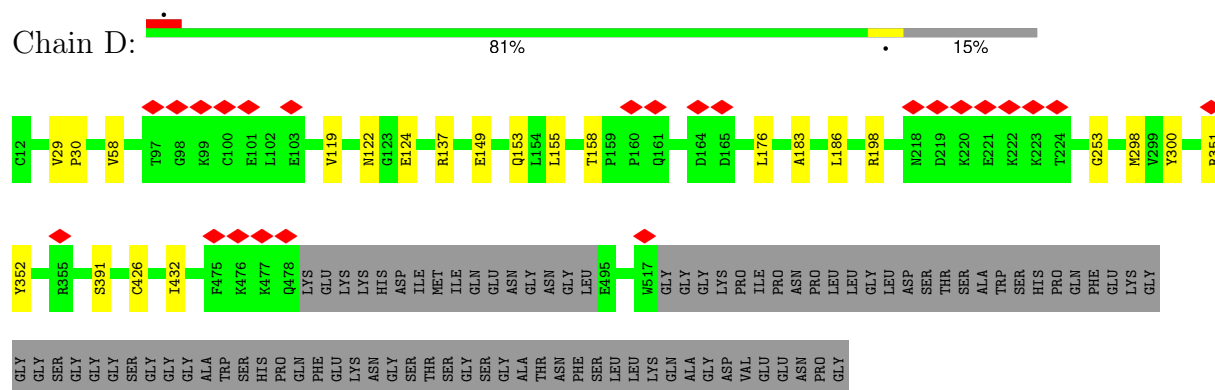 Chain D:
81% 15%
C12 V29 P30 V58 T97 G98 K99 C100 E101 L102 E103 V119 N122 G123 E124 R137 E149 Q153 L154 L155 T158 P159 P160 Q161 D164 D165 L176 A183 L186 R198 N218 D219 K220 E221 K222 K223 T224 G253 M298 V299 Y300 R351
Y352 R355 S391 C426 I432 F475 K476 K477 Q478 LYS GLU LYS LYS HIS ASP ILE MET ILE GLN GLU ASN GLY ASN GLY LEU E495 W517 GLY GLY GLY LYS PRO ILE PRO ASN PRO LEU LEU GLY LEU ASP SER THR SER ALA TRP SER HIS PRO GLN PHE GLU LYS GLY
GLY GLY SER GLY GLY GLY SER GLY GLY GLY ALA TRP SER HIS PRO GLN PHE GLU LYS ASN GLY SER THR SER GLY SER GLY ALA THR ASN PHE SER LEU LEU LYS GLN ALA GLY ASP VAL GLU GLU ASN PRO GLY